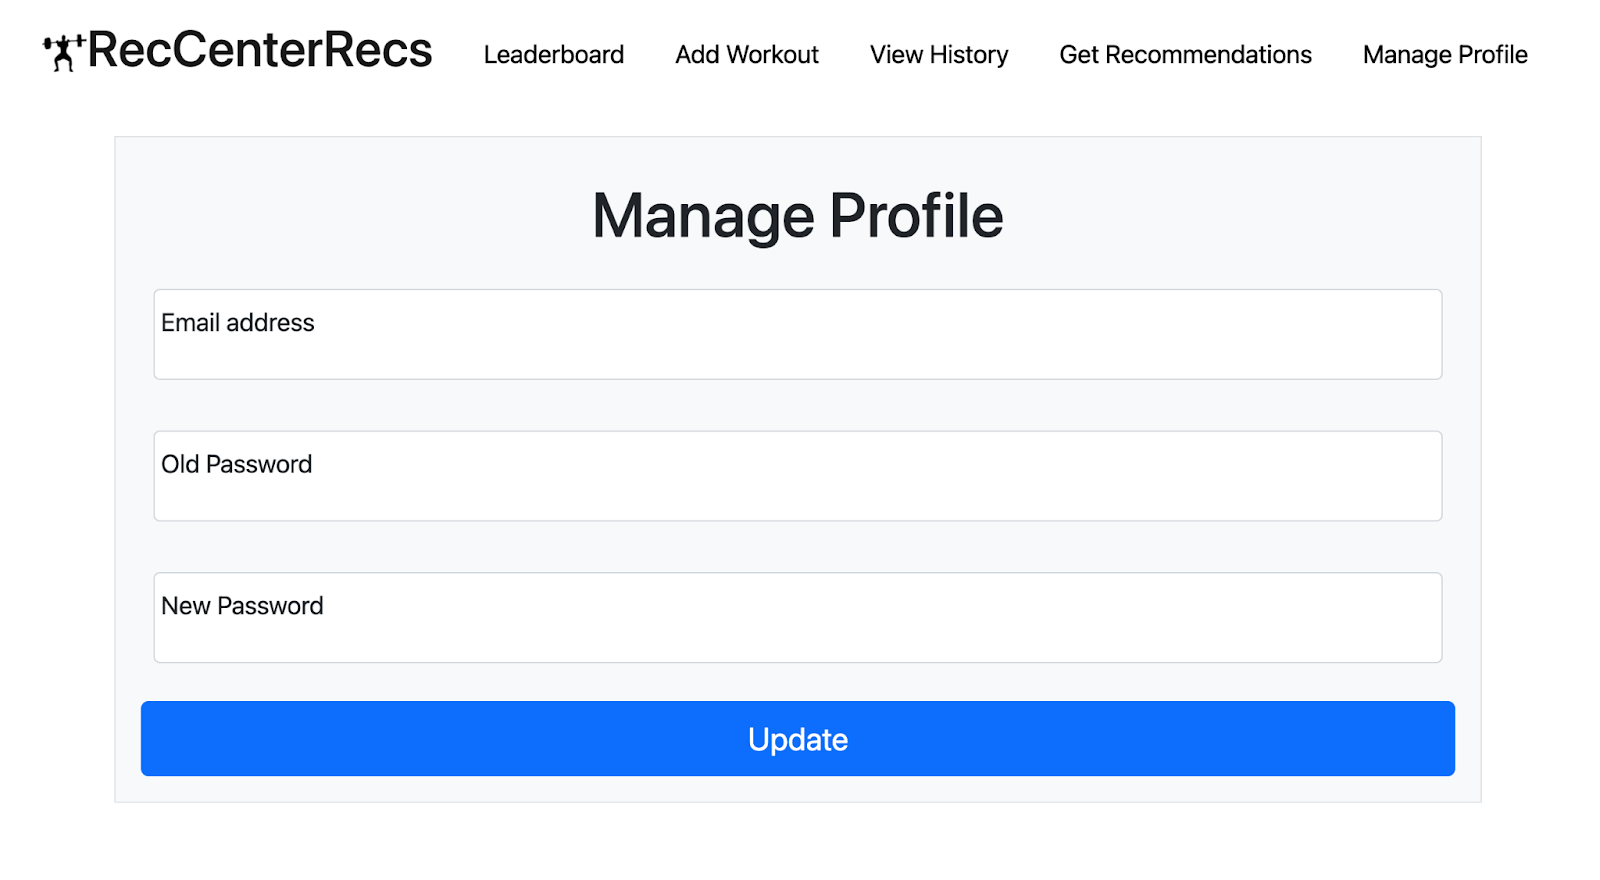 RecCenterRecs Leaderboard Add Workout View History Get Recommendations Manage Profile
Manage Profile
Email address
Old Password
New Password
Update